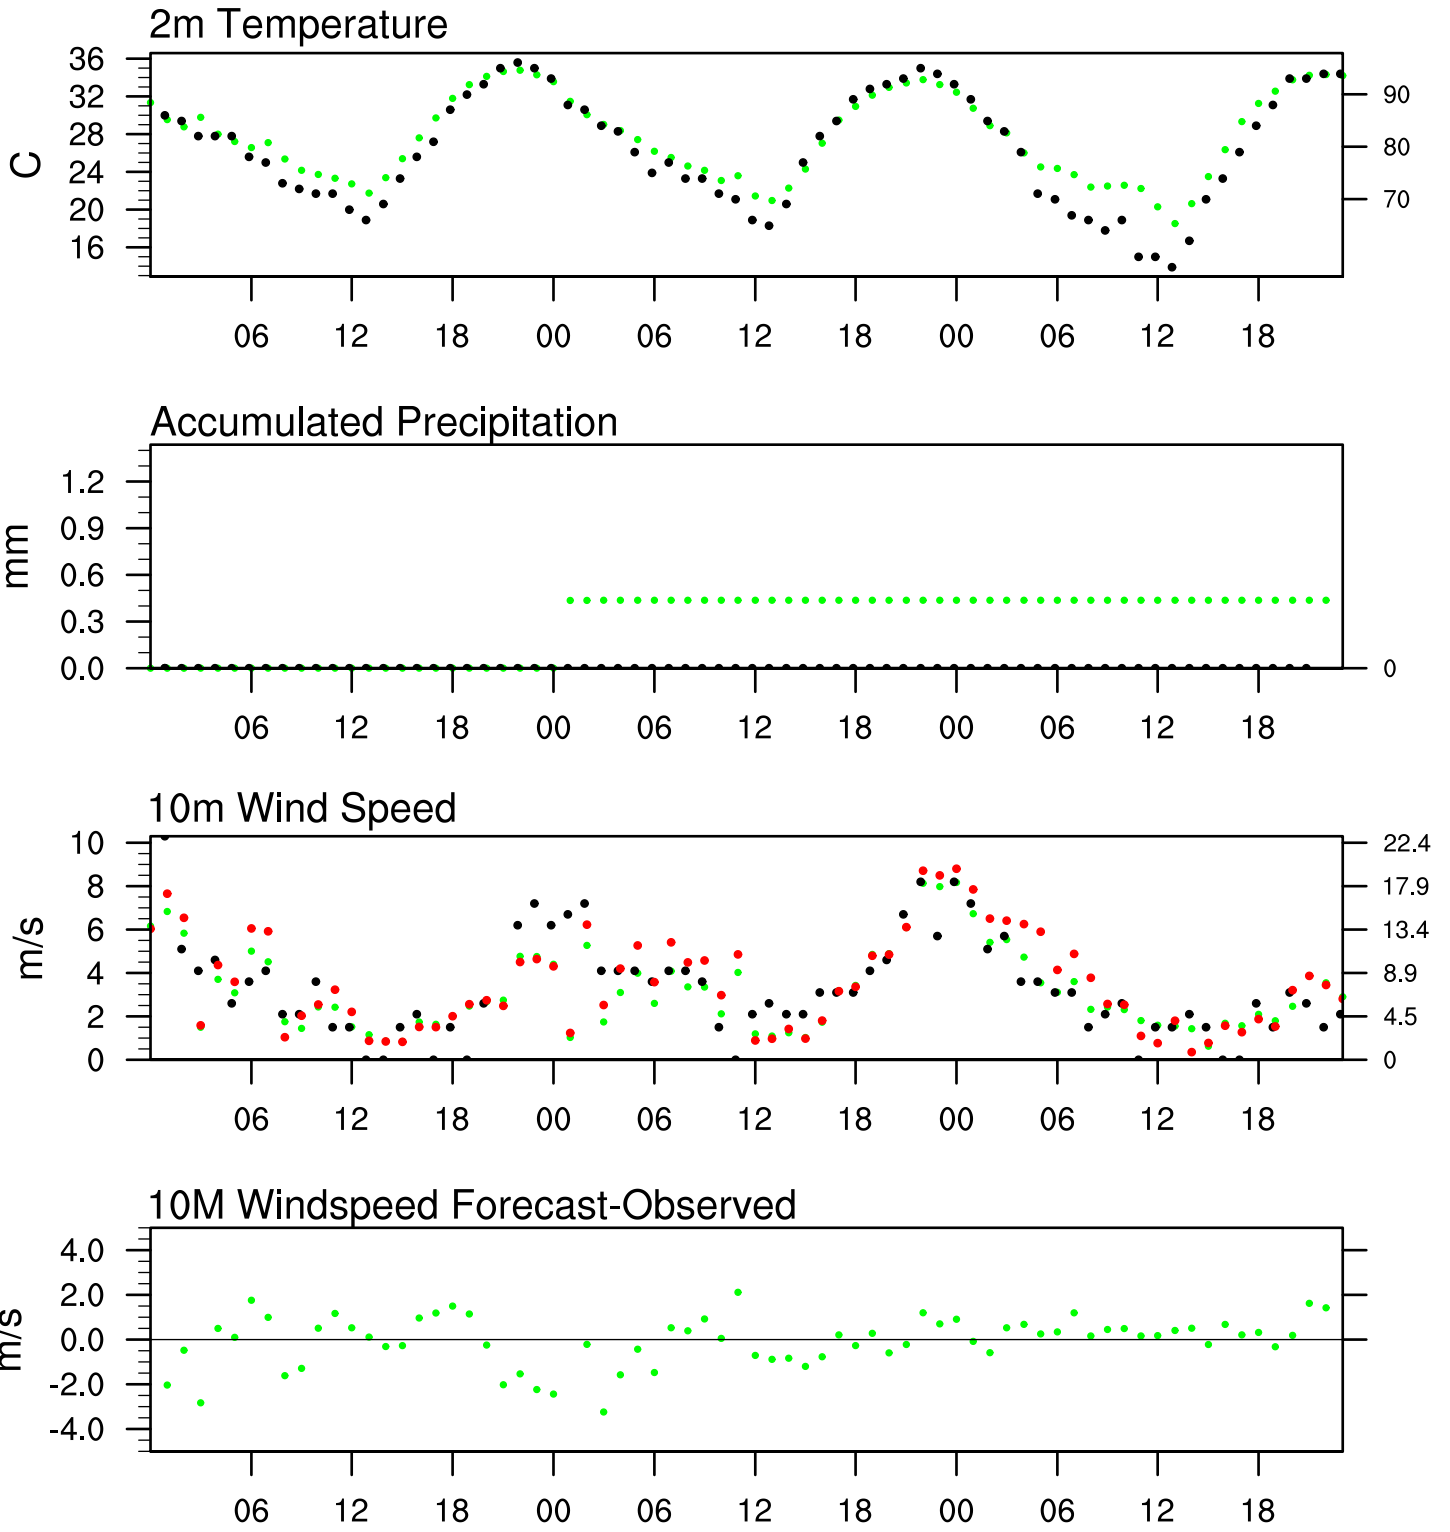 2m Temperature
36
32
28
24
20
16
C
90
80
70
06 12 18 00 06 12 18 00 06 12 18
Accumulated Precipitation
1.2
0.9
0.6
0.3
0.0
mm
0
06 12 18 00 06 12 18 00 06 12 18
10m Wind Speed
10
8
6
4
2
0
m/s
22.4
17.9
13.4
8.9
4.5
0
06 12 18 00 06 12 18 00 06 12 18
10M Windspeed Forecast-Observed
4.0
2.0
0.0
-2.0
-4.0
m/s
06 12 18 00 06 12 18 00 06 12 18